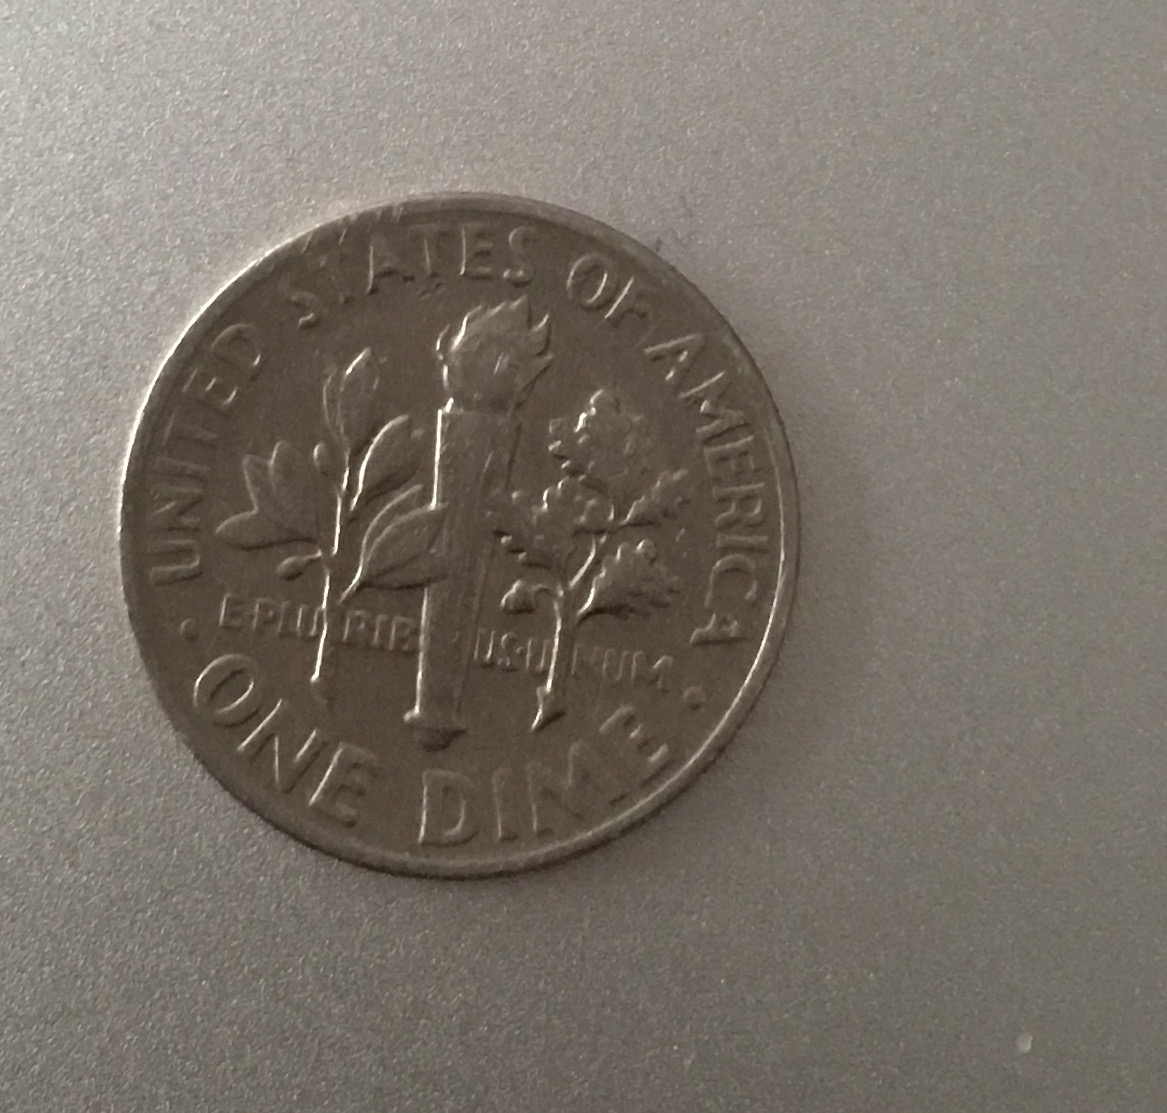 UNITED STATES OF AMERICA
E·PLURIBUS·UNUM
· ONE DIME ·